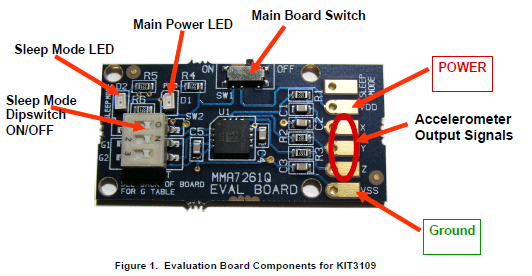 Main Board Switch
Main Power LED
Sleep Mode LED
POWER
Sleep Mode
Dipswitch
ON/OFF
Accelerometer
Output Signals
Ground
ON
OFF
SW1
R5
R4
D2
D1
R6
SW2
SLEEP
MODE
VDD
R1
C2
R2
R3
C3
X
Y
Z
VSS
U1
C5
C4
G1
G2
MMA7261Q
EVAL BOARD
SEE BACK OF BOARD
FOR G TABLE
Figure 1. Evaluation Board Components for KIT3109